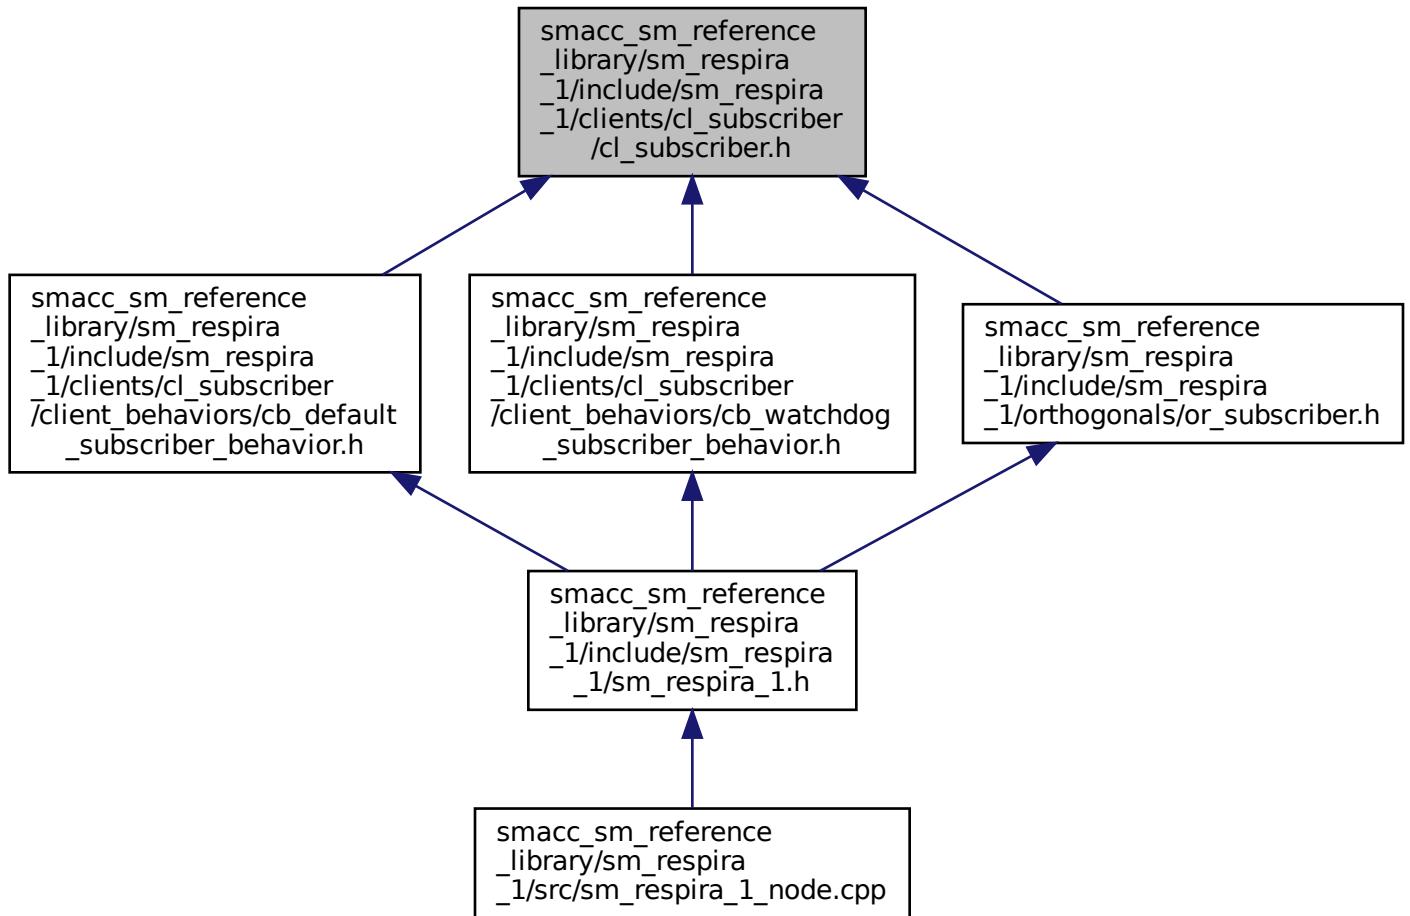 smacc_sm_reference
_library/sm_respira
_1/include/sm_respira
_1/clients/cl_subscriber
/cl_subscriber.h
smacc_sm_reference
_library/sm_respira
_1/include/sm_respira
_1/clients/cl_subscriber
/client_behaviors/cb_default
_subscriber_behavior.h
smacc_sm_reference
_library/sm_respira
_1/include/sm_respira
_1/clients/cl_subscriber
/client_behaviors/cb_watchdog
_subscriber_behavior.h
smacc_sm_reference
_library/sm_respira
_1/include/sm_respira
_1/orthogonals/or_subscriber.h
smacc_sm_reference
_library/sm_respira
_1/include/sm_respira
_1/sm_respira_1.h
smacc_sm_reference
_library/sm_respira
_1/src/sm_respira_1_node.cpp